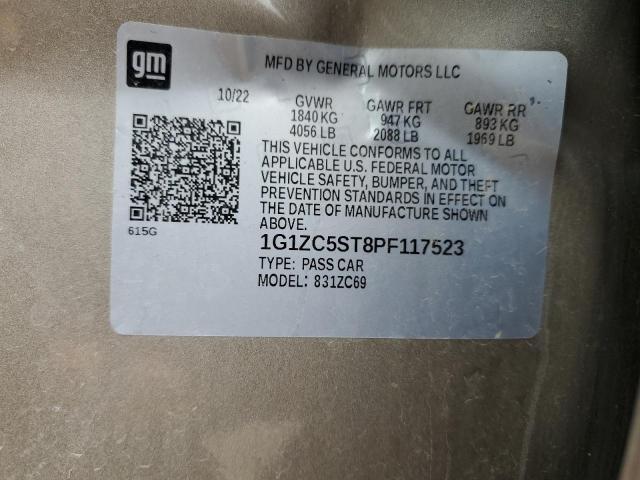 gm
MFD BY GENERAL MOTORS LLC
10/22 GVWR GAWR FRT GAWR RR
1840 KG 947 KG 893 KG
4056 LB 2088 LB 1969 LB
THIS VEHICLE CONFORMS TO ALL
APPLICABLE U.S. FEDERAL MOTOR
VEHICLE SAFETY, BUMPER, AND THEFT
PREVENTION STANDARDS IN EFFECT ON
THE DATE OF MANUFACTURE SHOWN
ABOVE.
615G
1G1ZC5ST8PF117523
TYPE: PASS CAR
MODEL: 831ZC69